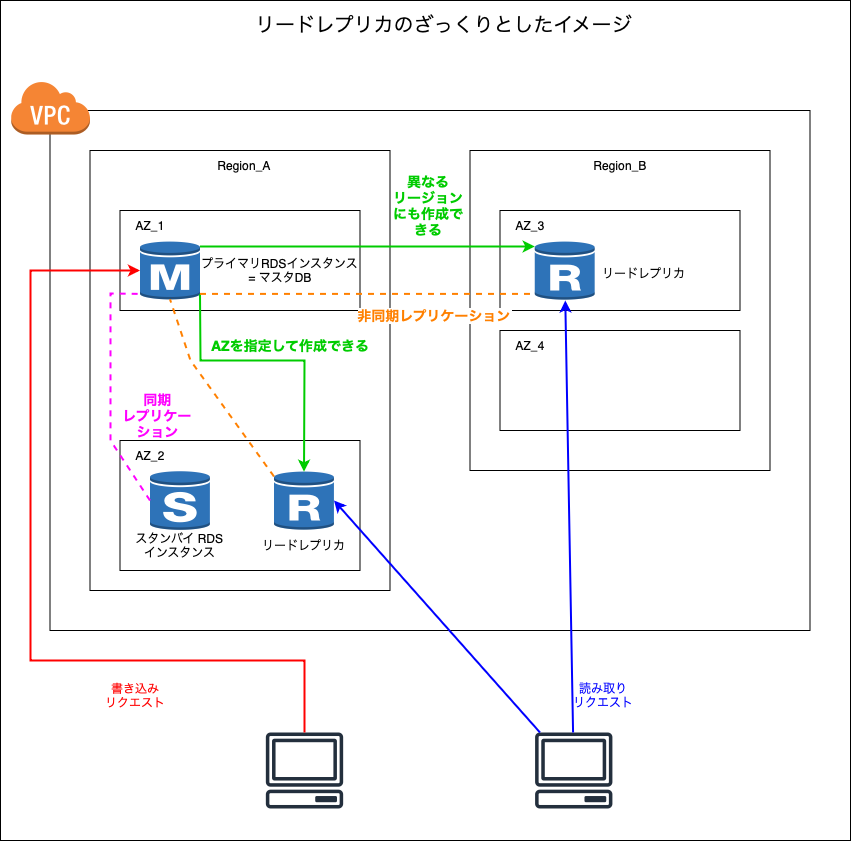 リードレプリカのざっくりとしたイメージ
VPC
Region_A
Region_B
異なる
リージョン
にも作成で
きる
AZ_1
M
プライマリRDSインスタンス
= マスタDB
AZ_3
R
リードレプリカ
非同期レプリケーション
AZを指定して作成できる
AZ_4
同期
レプリケー
ション
AZ_2
S
スタンバイ RDS
インスタンス
R
リードレプリカ
書き込み
リクエスト
読み取り
リクエスト